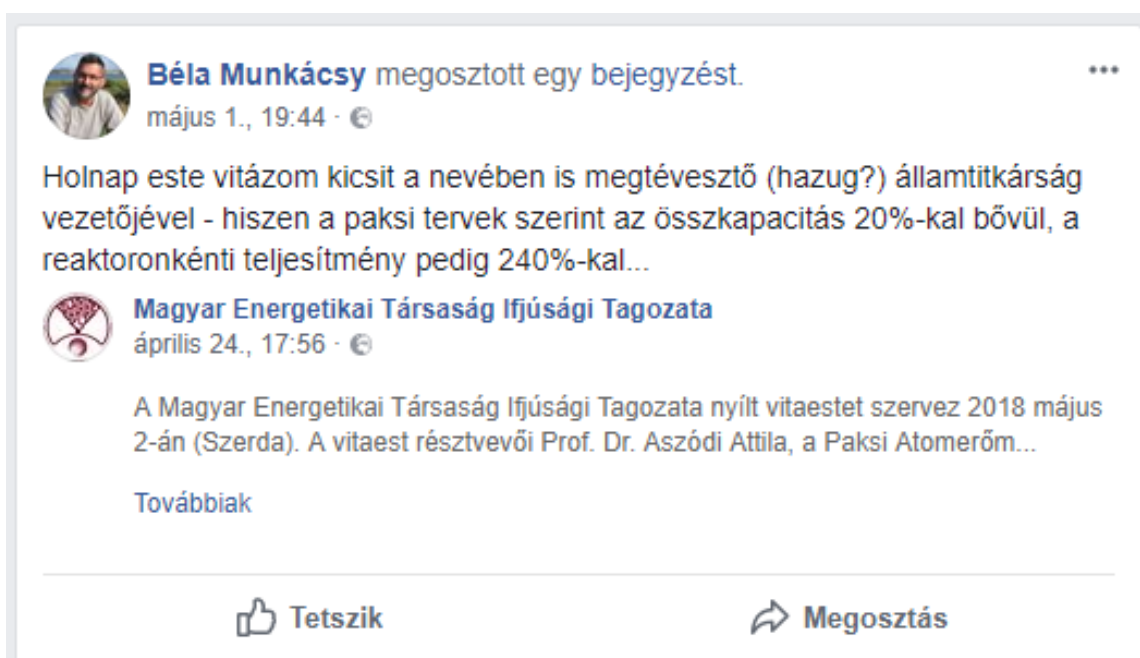 Béla Munkácsy megosztott egy bejegyzést.
május 1., 19:44 ·
Holnap este vitázom kicsit a nevében is megtévesztő (hazug?) államtitkárság
vezetőjével - hiszen a paksi tervek szerint az összkapacitás 20%-kal bővül, a
reaktoronkénti teljesítmény pedig 240%-kal...
Magyar Energetikai Társaság Ifjúsági Tagozata
április 24., 17:56 ·
A Magyar Energetikai Társaság Ifjúsági Tagozata nyílt vitaestet szervez 2018 május
2-án (Szerda). A vitaest résztvevői Prof. Dr. Aszódi Attila, a Paksi Atomerőm...
Továbbiak
Tetszik
Megosztás